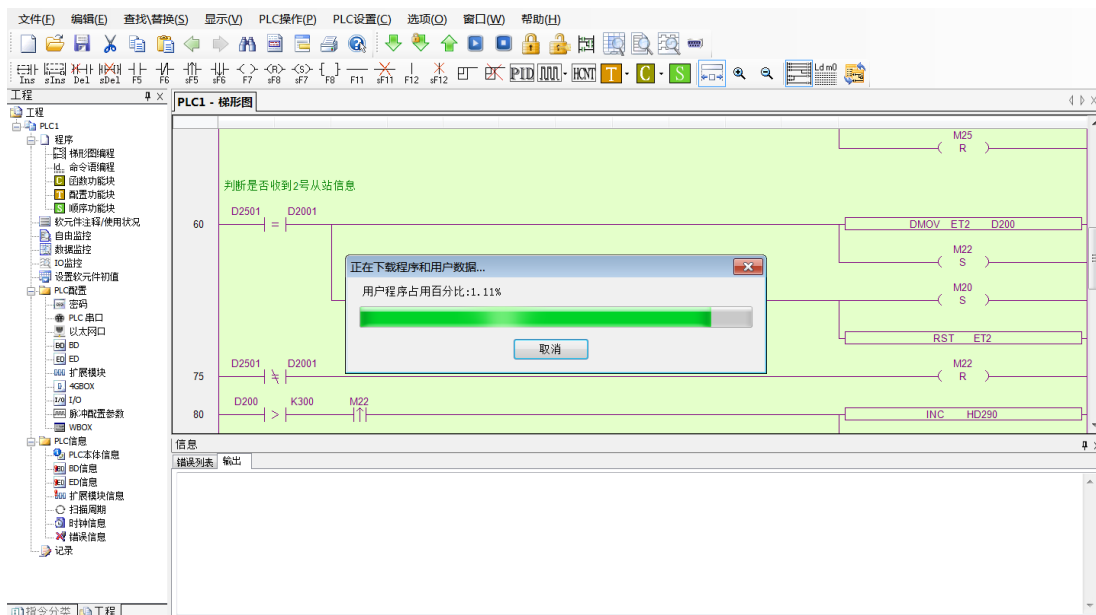 文件(F) 编辑(E) 查找\替换(S) 显示(V) PLC操作(P) PLC设置(C) 选项(O) 窗口(W) 帮助(H)
Ins sIns Del sDel F5 F6 sF5 sF6 F7 sF8 sF7 F8 F11 sF11 F12 sF12 PID HCNT T C S Ld m0
工程
PLC1 - 梯形图
工程
PLC1
程序
梯形图编程
命令语编程
函数功能块
配置功能块
顺序功能块
软元件注释/使用状况
自由监控
数据监控
IO监控
设置软元件初值
PLC配置
密码
PLC 串口
以太网口
BD BD
ED ED
扩展模块
4GBOX
I/O I/O
脉冲配置参数
WBOX
PLC信息
PLC本体信息
BD信息
ED信息
扩展模块信息
扫描周期
时钟信息
错误信息
记录
指令分类 工程
M25
( R )
判断是否收到2号从站信息
D2501 D2001
60 = DMOV ET2 D200
M22
( S )
M20
( S )
RST ET2
D2501 D2001 M22
75 ≠ ( R )
D200 K300 M22
80 > ↑ INC HD290
正在下载程序和用户数据...
用户程序占用百分比:1.11%
取消
信息
错误列表 输出